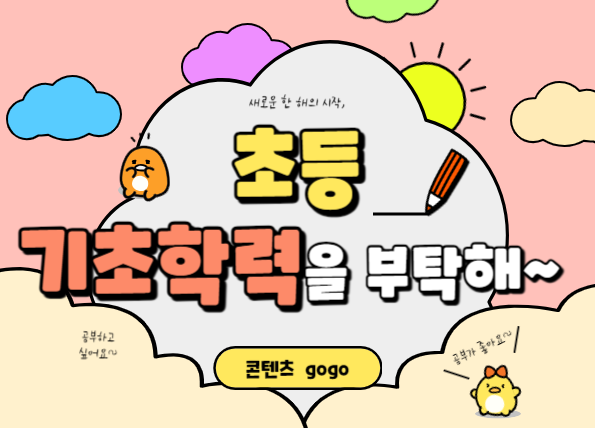 새로운 한 해의 시작,
초등
기초학력을 부탁해~
공부하고
싶어요~
공부가 좋아요~
콘텐츠 gogo